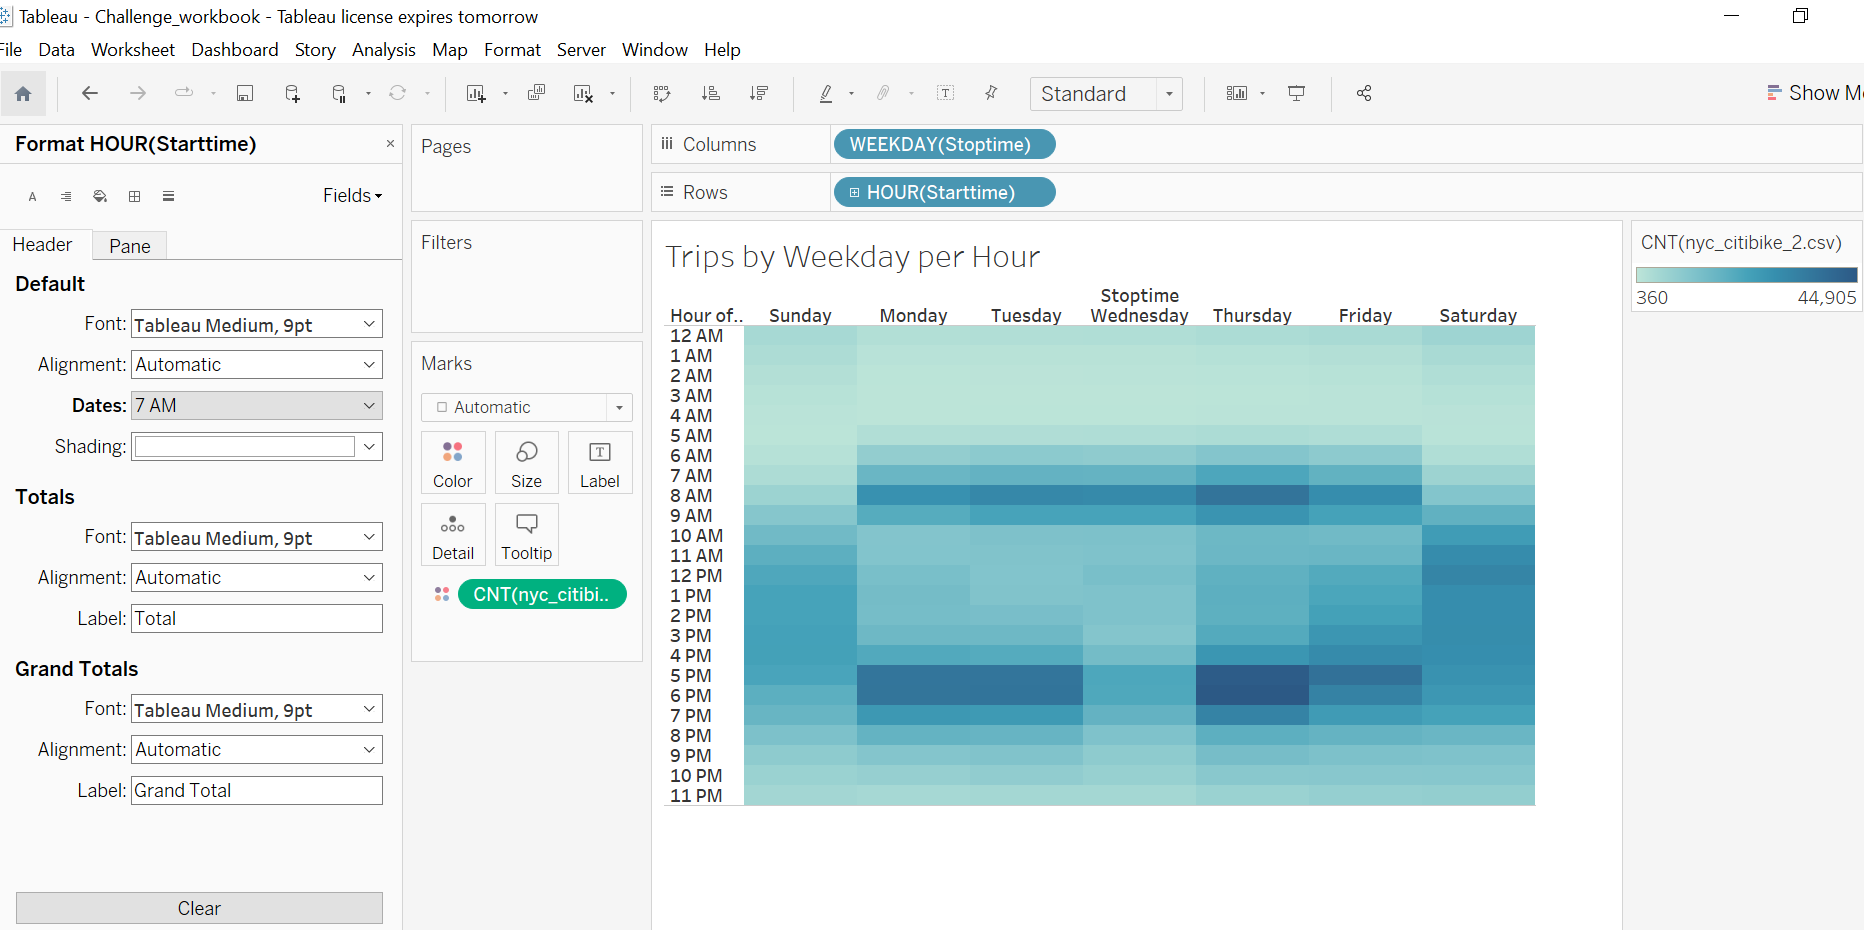 Tableau - Challenge_workbook - Tableau license expires tomorrow
File Data Worksheet Dashboard Story Analysis Map Format Server Window Help
Standard
Show Me
Format HOUR(Starttime)
Fields
Header Pane
Default
Font: Tableau Medium, 9pt
Alignment: Automatic
Dates: 7 AM
Shading:
Totals
Font: Tableau Medium, 9pt
Alignment: Automatic
Label: Total
Grand Totals
Font: Tableau Medium, 9pt
Alignment: Automatic
Label: Grand Total
Clear
Pages
Filters
Marks
Automatic
Color Size Label
Detail Tooltip
CNT(nyc_citibi..
Columns WEEKDAY(Stoptime)
Rows HOUR(Starttime)
Trips by Weekday per Hour
Stoptime
Hour of.. Sunday Monday Tuesday Wednesday Thursday Friday Saturday
12 AM
1 AM
2 AM
3 AM
4 AM
5 AM
6 AM
7 AM
8 AM
9 AM
10 AM
11 AM
12 PM
1 PM
2 PM
3 PM
4 PM
5 PM
6 PM
7 PM
8 PM
9 PM
10 PM
11 PM
CNT(nyc_citibike_2.csv)
360 44,905